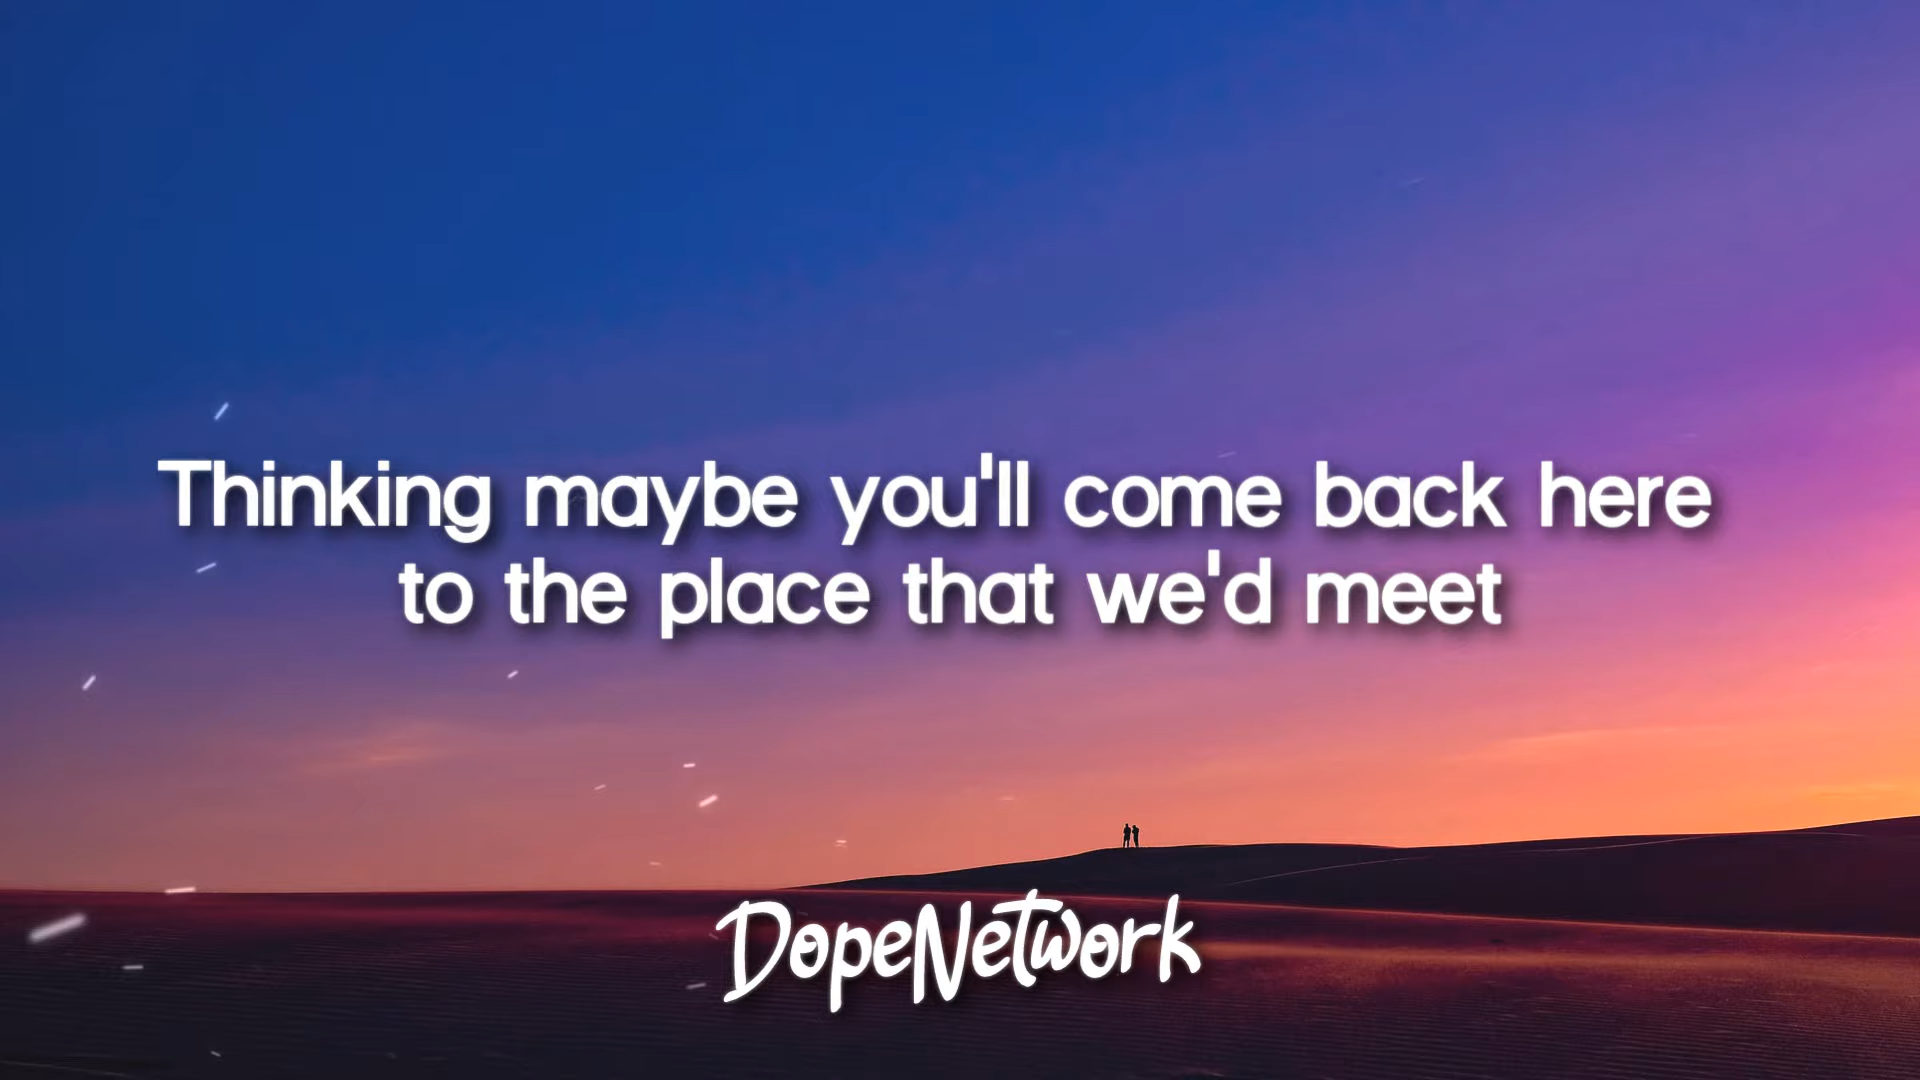 Thinking maybe you'll come back here
to the place that we'd meet
DopeNetwork